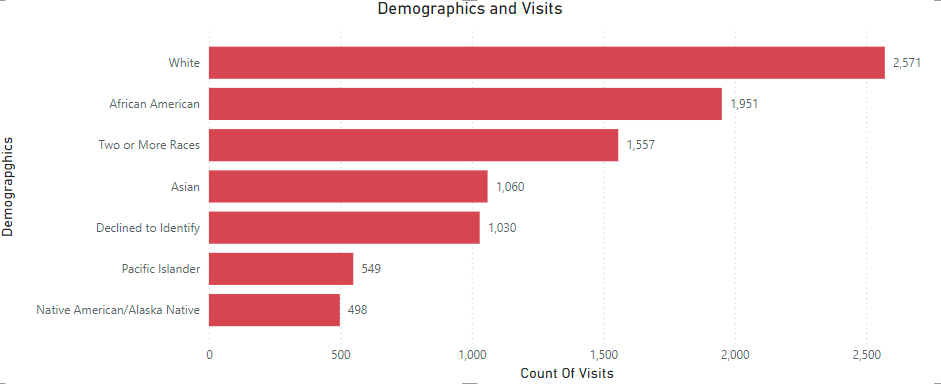 Demographics and Visits
Demograpghics
White 2,571
African American 1,951
Two or More Races 1,557
Asian 1,060
Declined to Identify 1,030
Pacific Islander 549
Native American/Alaska Native 498
0 500 1,000 1,500 2,000 2,500
Count Of Visits